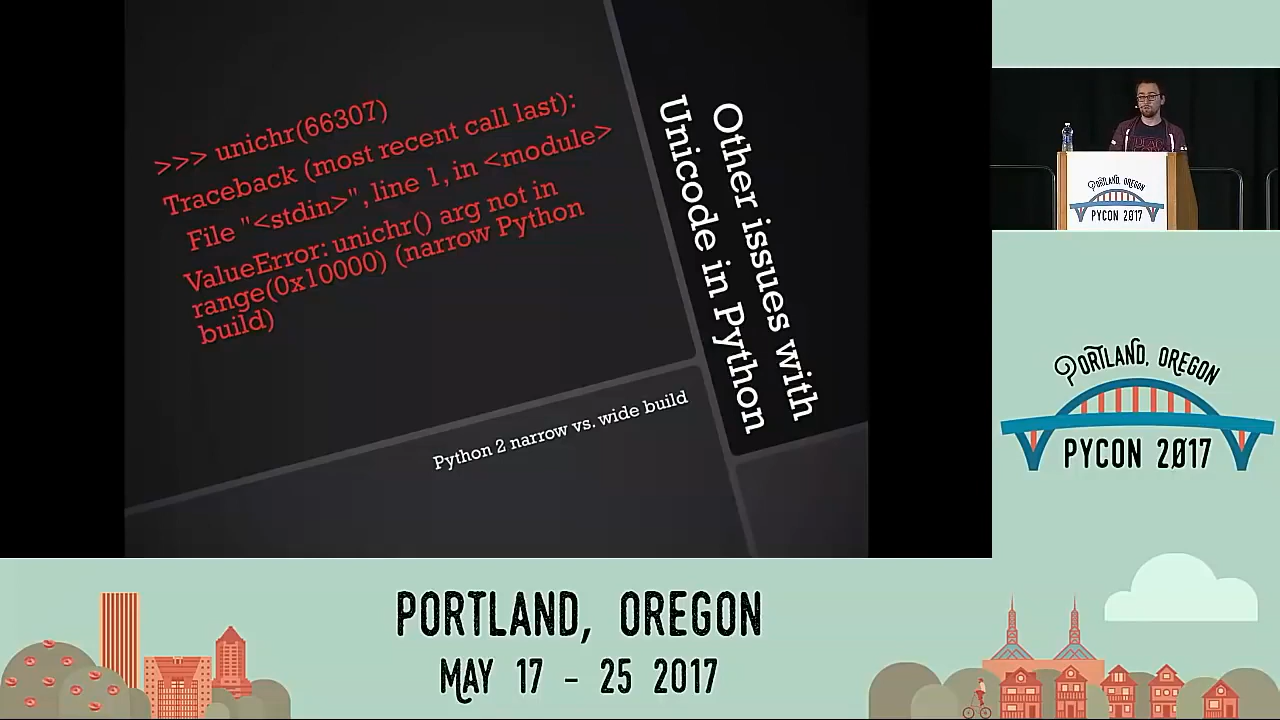 >>> unichr(66307)
Traceback (most recent call last):
File "<stdin>", line 1, in <module>
ValueError: unichr() arg not in
range(0x10000) (narrow Python
build)
Other issues with
Unicode in Python
Python 2 narrow vs. wide build
PORTLAND, OREGON
PYCON 2017
PORTLAND, OREGON
PYCON 2017
PORTLAND, OREGON
MAY 17 - 25 2017